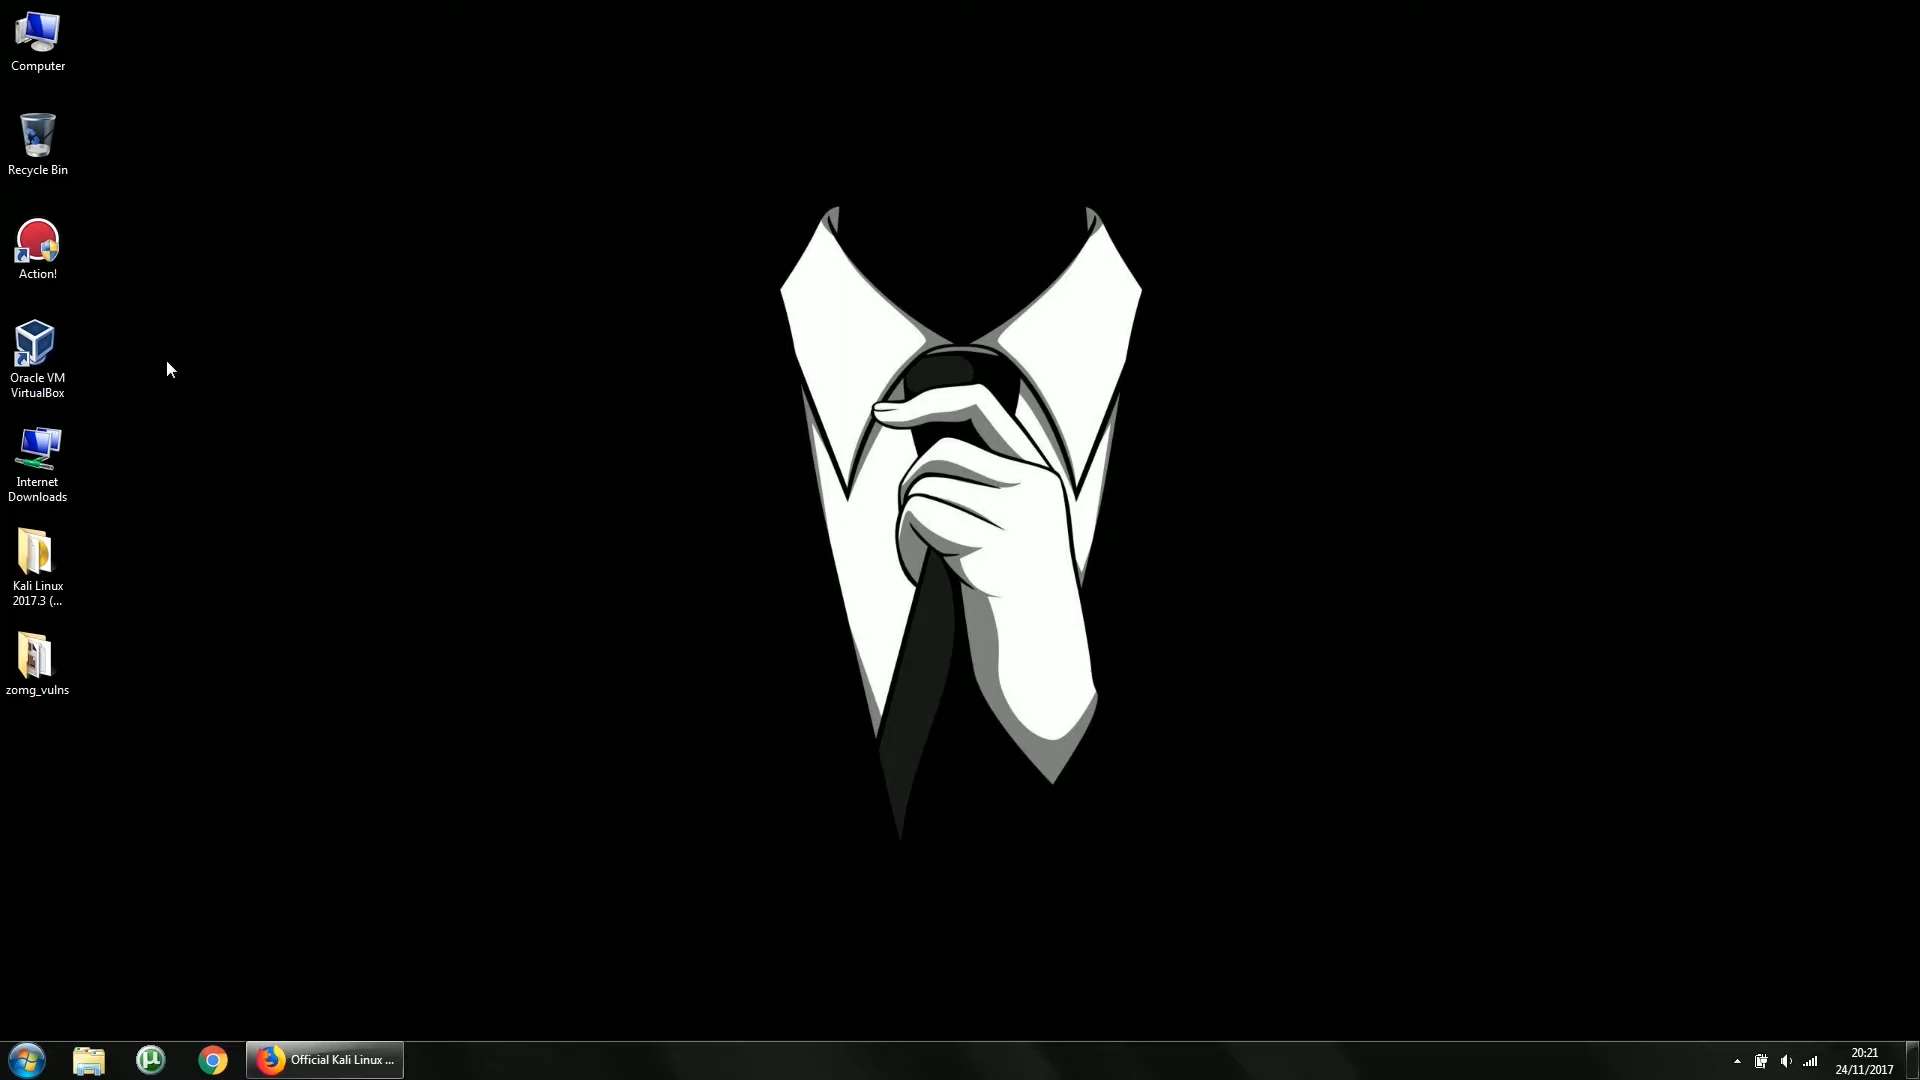 Computer
Recycle Bin
Action!
Oracle VM
VirtualBox
Internet
Downloads
Kali Linux
2017.3 (...
zomg_vulns
Official Kali Linux ...
20:21
24/11/2017